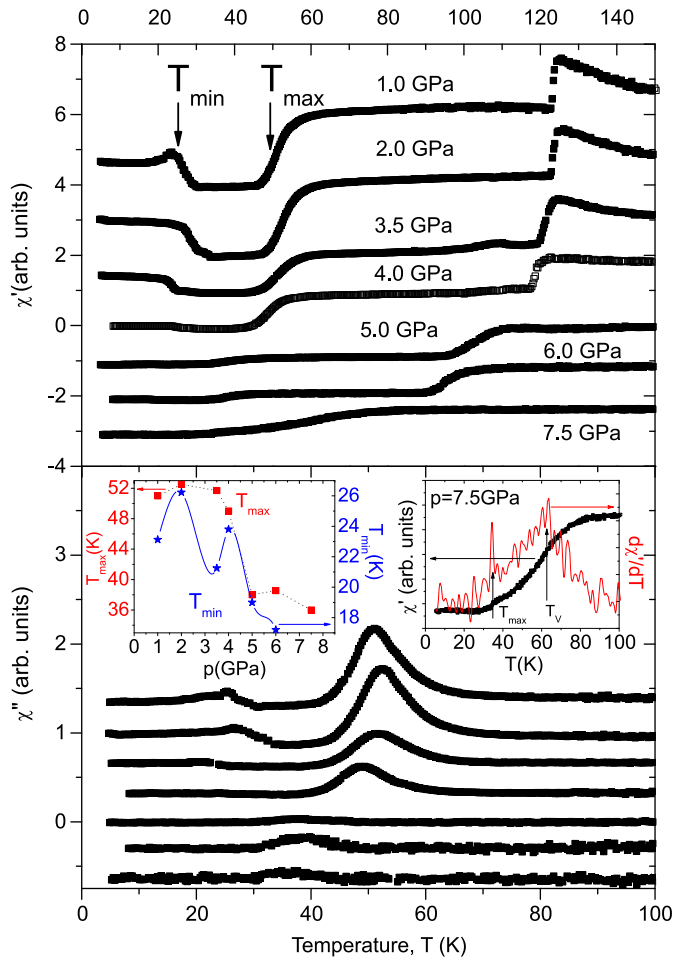 0 20 40 60 80 100 120 140
8
6
4
2
0
-2
-4
χ'(arb. units)
T min
T max
1.0 GPa
2.0 GPa
3.5 GPa
4.0 GPa
5.0 GPa
6.0 GPa
7.5 GPa
3
2
1
0
χ" (arb. units)
52
48
44
40
36
T max (K)
T max
T min
26
24
22
20
18
T min (K)
0 1 2 3 4 5 6 7 8
p(GPa)
p=7.5GPa
χ' (arb. units)
dχ'/dT
T max
T V
0 20 40 60 80 100
T(K)
0 20 40 60 80 100
Temperature, T (K)